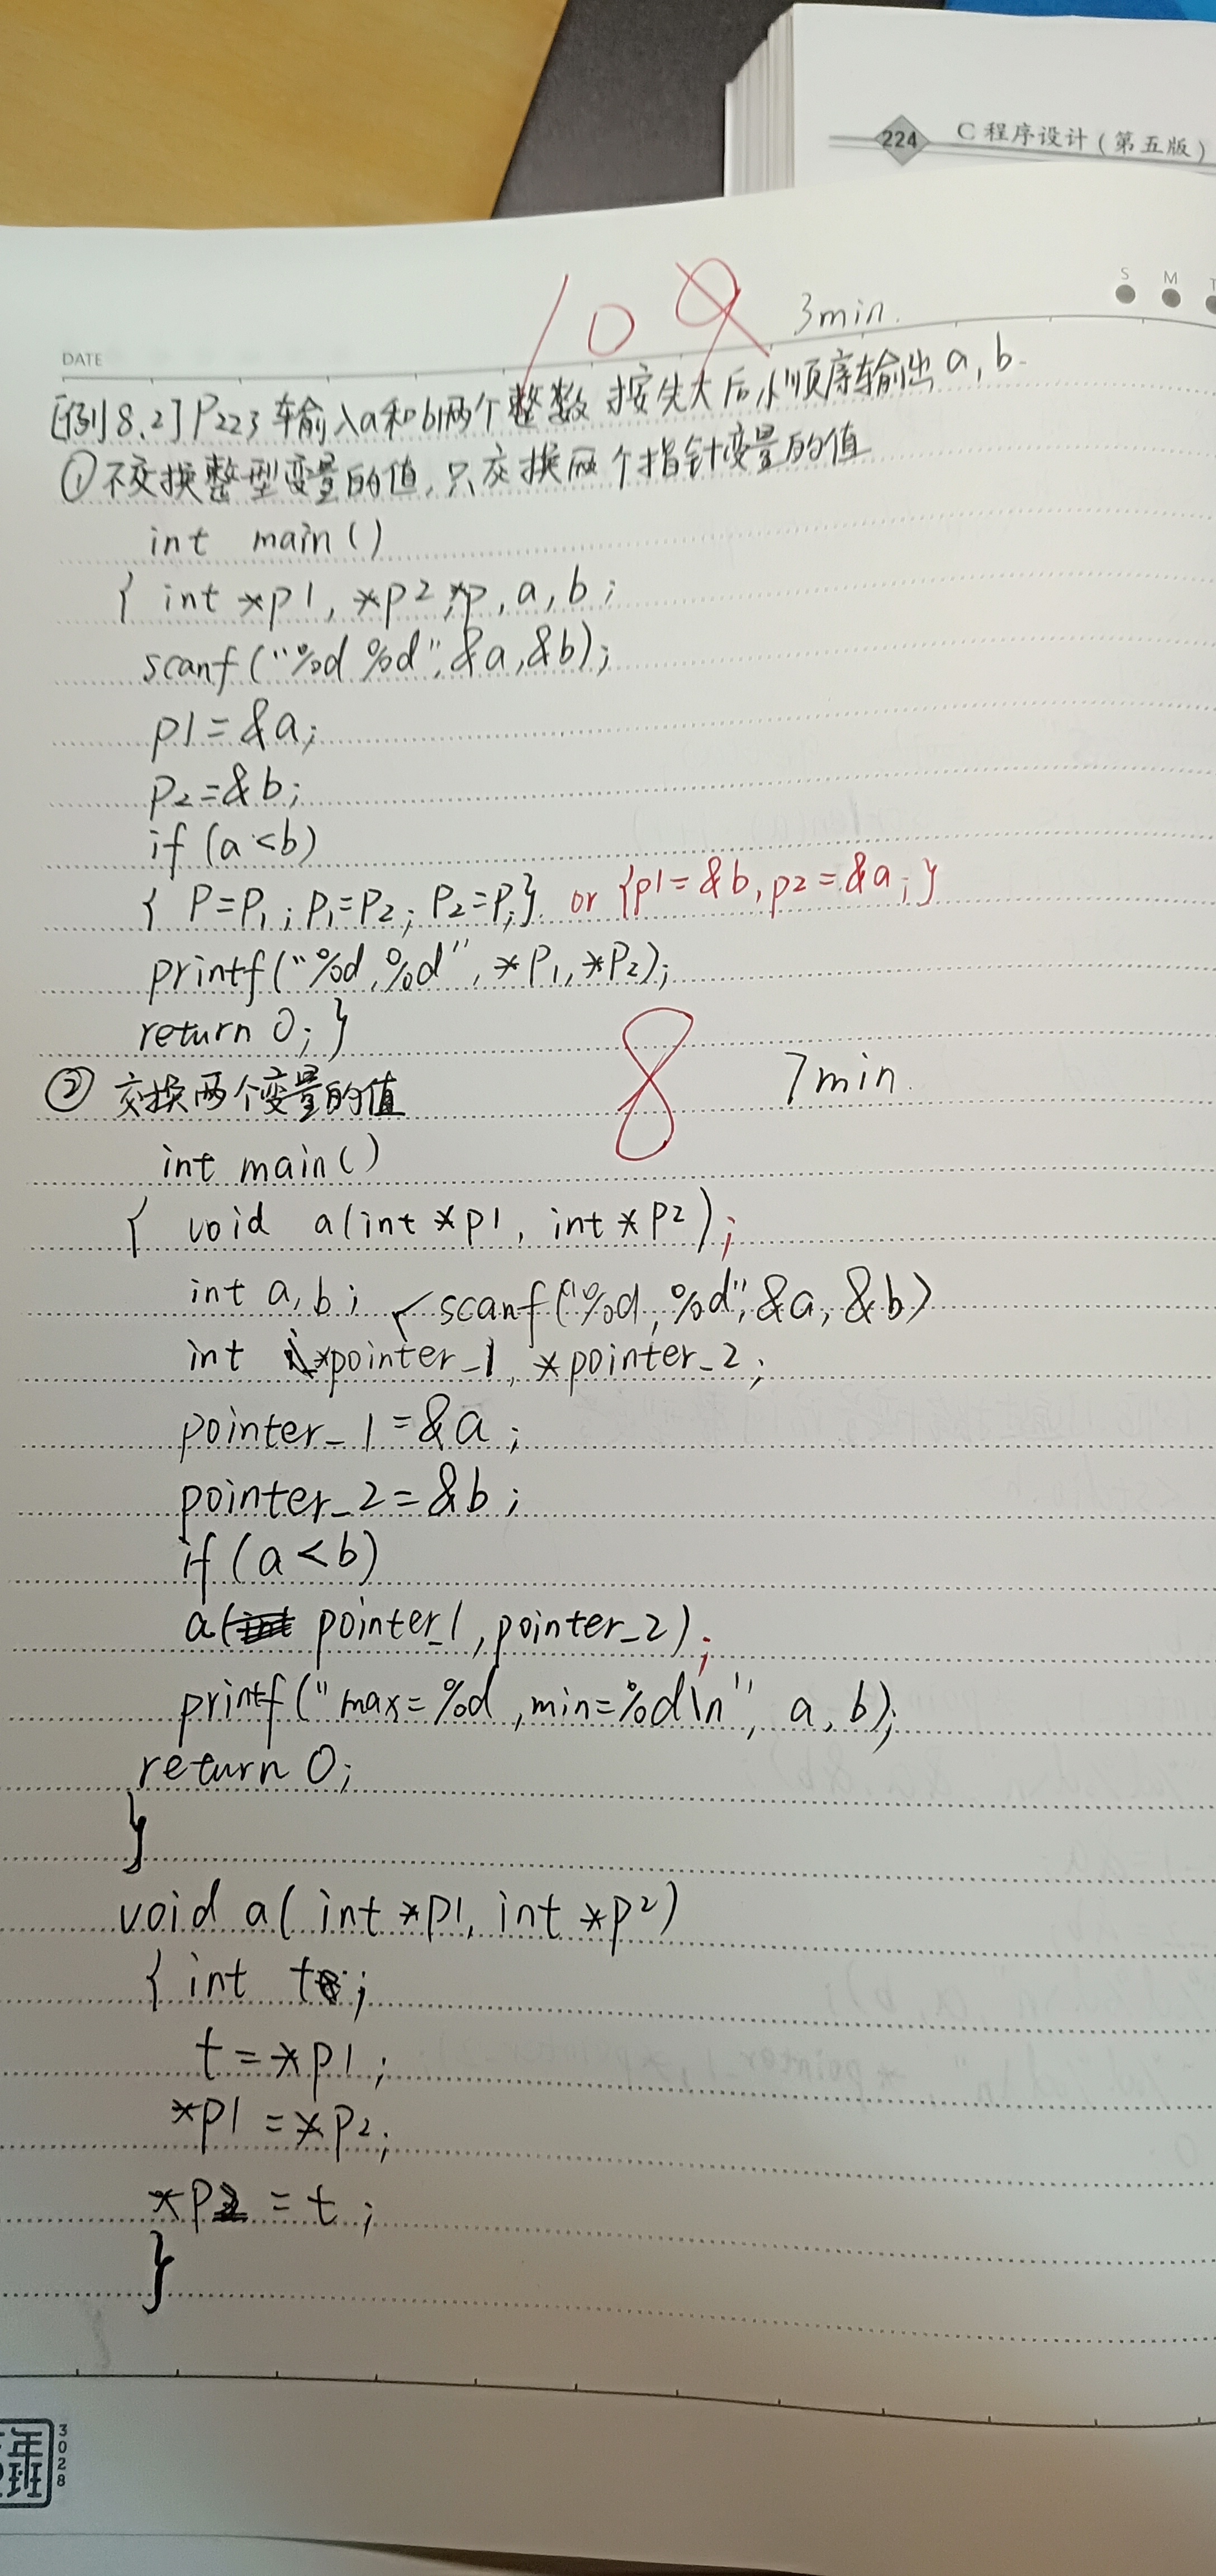 224 C 程序设计（第五版）
S M T
10 8 3min.
DATE
[例8.2] P223 输入a和b两个整数 按先大后小顺序输出a,b.
①不交换整型变量的值,只交换两个指针变量的值
int main()
{ int *p1, *p2,*p, a, b;
scanf("%d %d",&a,&b);
p1=&a;
p2=&b;
if (a<b)
{ P=P1; P1=P2; P2=P;} or {p1=&b,p2=&a;}
printf("%d,%d", *P1,*P2);
return 0; }
8 7min.
② 交换两个变量的值
int main()
{ void a(int *p1, int *p2);
int a,b; scanf("%d,%d",&a,&b)
int *pointer_1, *pointer_2;
pointer_1=&a;
pointer_2=&b;
if (a<b)
a(pointer_1,pointer_2);
printf("max=%d,min=%d\n", a,b);
return 0;
}
void a( int *p1, int *p2)
{ int t;
t=*p1;
*p1=*p2;
*p2=t;
}
年班
3028